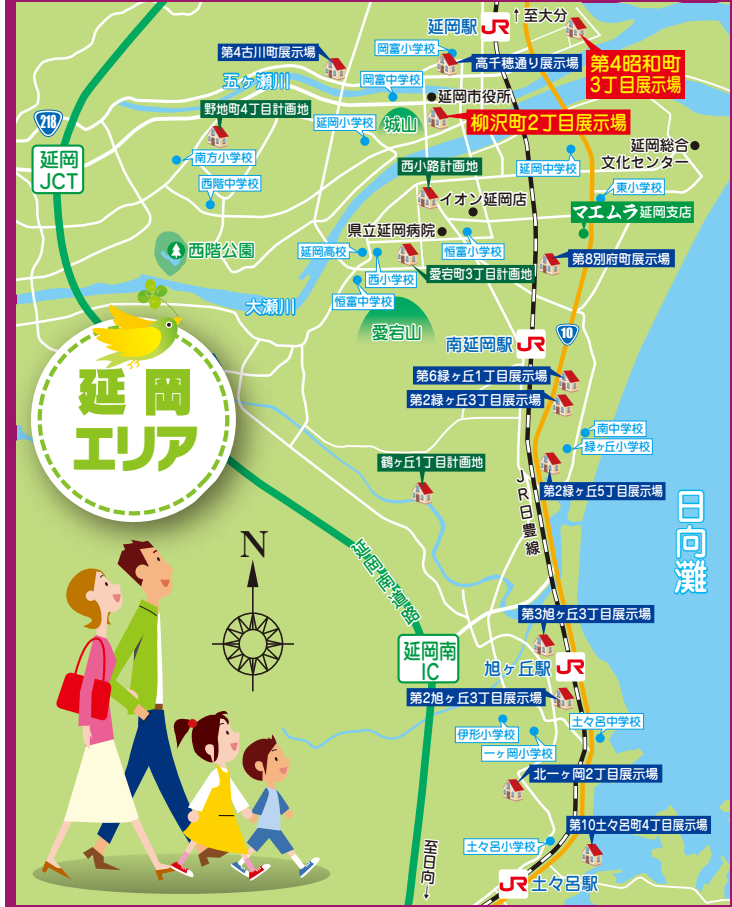 延岡駅
JR
↑至大分
第4古川町展示場
岡富小学校
高千穂通り展示場
第4昭和町
3丁目展示場
五ヶ瀬川
岡富中学校
延岡市役所
野地町4丁目計画地
218
延岡小学校
城山
柳沢町2丁目展示場
延岡
JCT
南方小学校
西小路計画地
延岡中学校
延岡総合
文化センター
西階中学校
東小学校
イオン延岡店
マエムラ延岡支店
県立延岡病院
西階公園
延岡高校
恒富小学校
第8別府町展示場
西小学校
愛宕町3丁目計画地
恒富中学校
大瀬川
愛宕山
10
南延岡駅
JR
延岡
エリア
第6緑ヶ丘1丁目展示場
第2緑ヶ丘3丁目展示場
南中学校
緑ヶ丘小学校
鶴ヶ丘1丁目計画地
第2緑ヶ丘5丁目展示場
JR日豊線
日向灘
N
延岡南道路
第3旭ヶ丘3丁目展示場
延岡南
IC
旭ヶ丘駅
JR
第2旭ヶ丘3丁目展示場
伊形小学校
土々呂中学校
一ヶ岡小学校
北一ヶ岡2丁目展示場
第10土々呂町4丁目展示場
土々呂小学校
至日向→
JR
土々呂駅